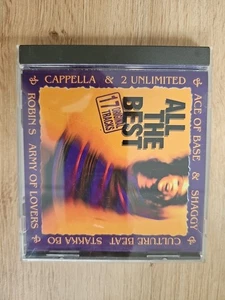 & CAPPELLA & 2 UNLIMITED &
ACE OF BASE & SHAGGY
ALL
THE
BEST
17
TRACKS
ROBIN S ARMY OF LOVERS
& CULTURE BEAT STAKKA BO &